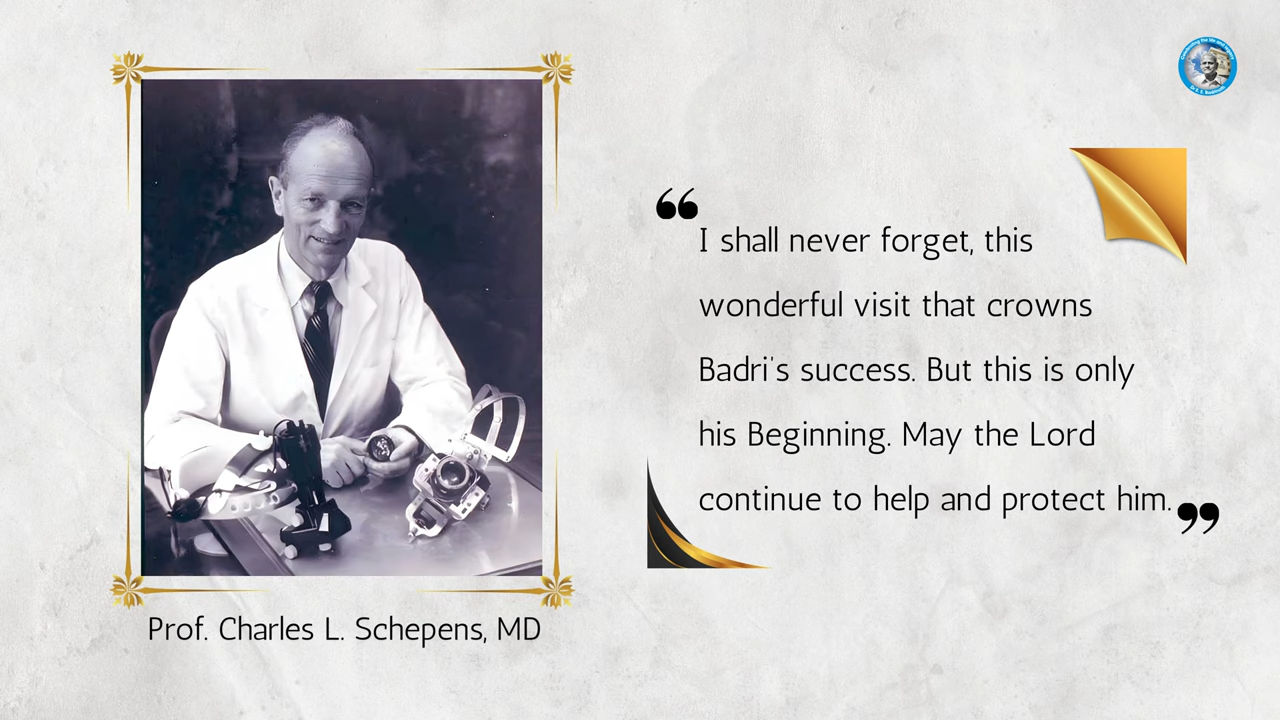 “
I shall never forget, this
wonderful visit that crowns
Badri's success. But this is only
his Beginning. May the Lord
continue to help and protect him.”
Prof. Charles L. Schepens, MD